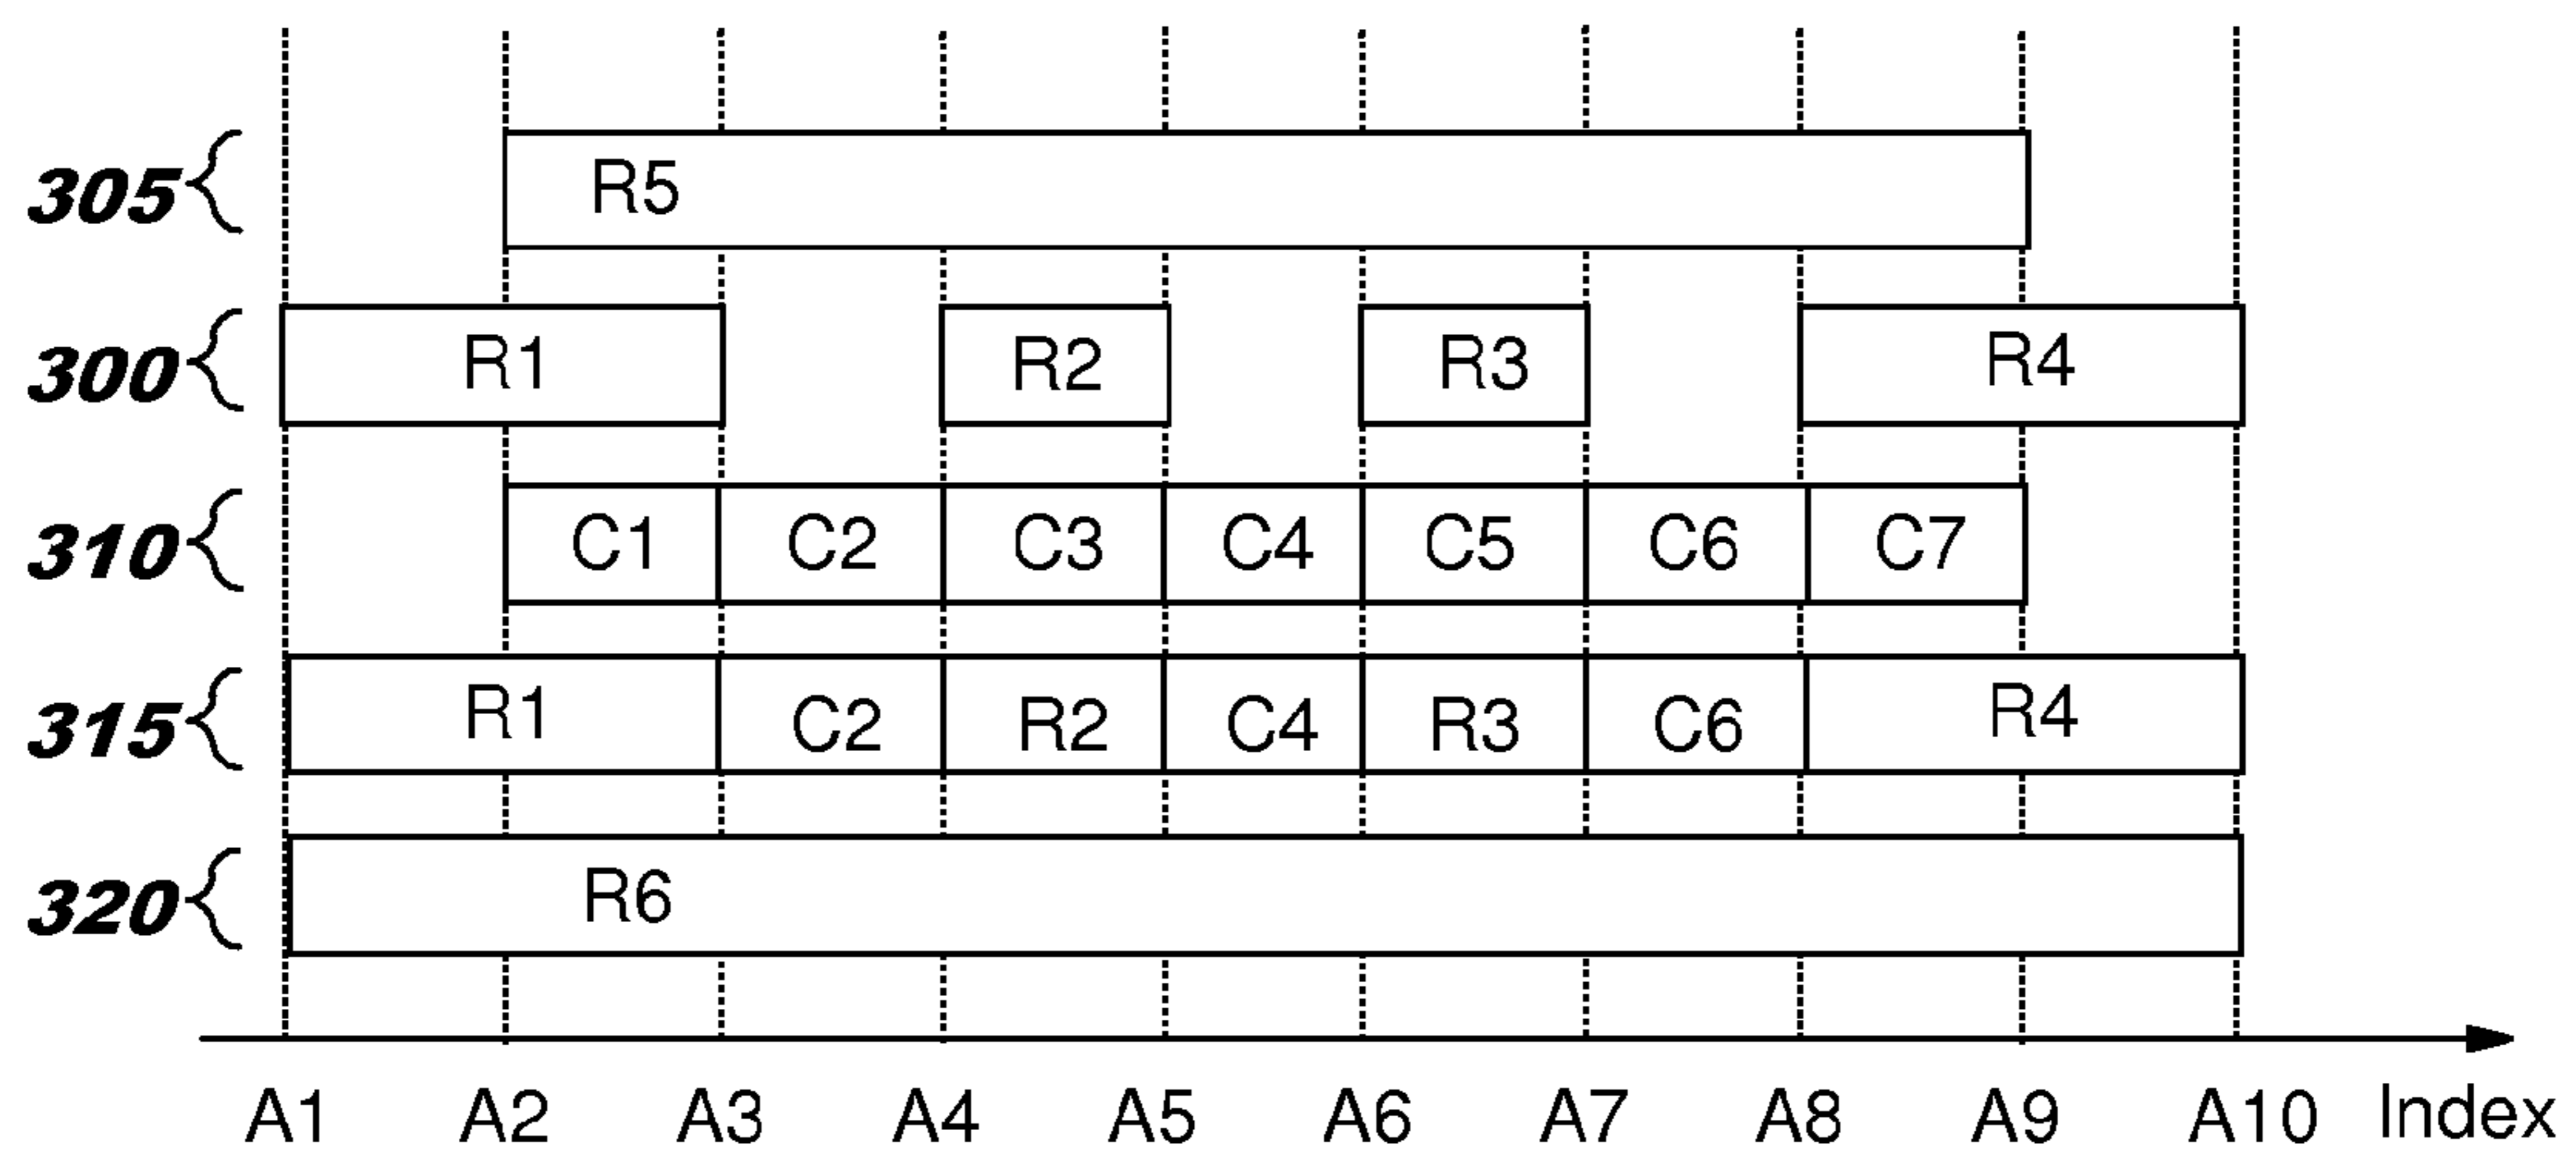 305 R5
300 R1 R2 R3 R4
310 C1 C2 C3 C4 C5 C6 C7
315 R1 C2 R2 C4 R3 C6 R4
320 R6
A1 A2 A3 A4 A5 A6 A7 A8 A9 A10 Index